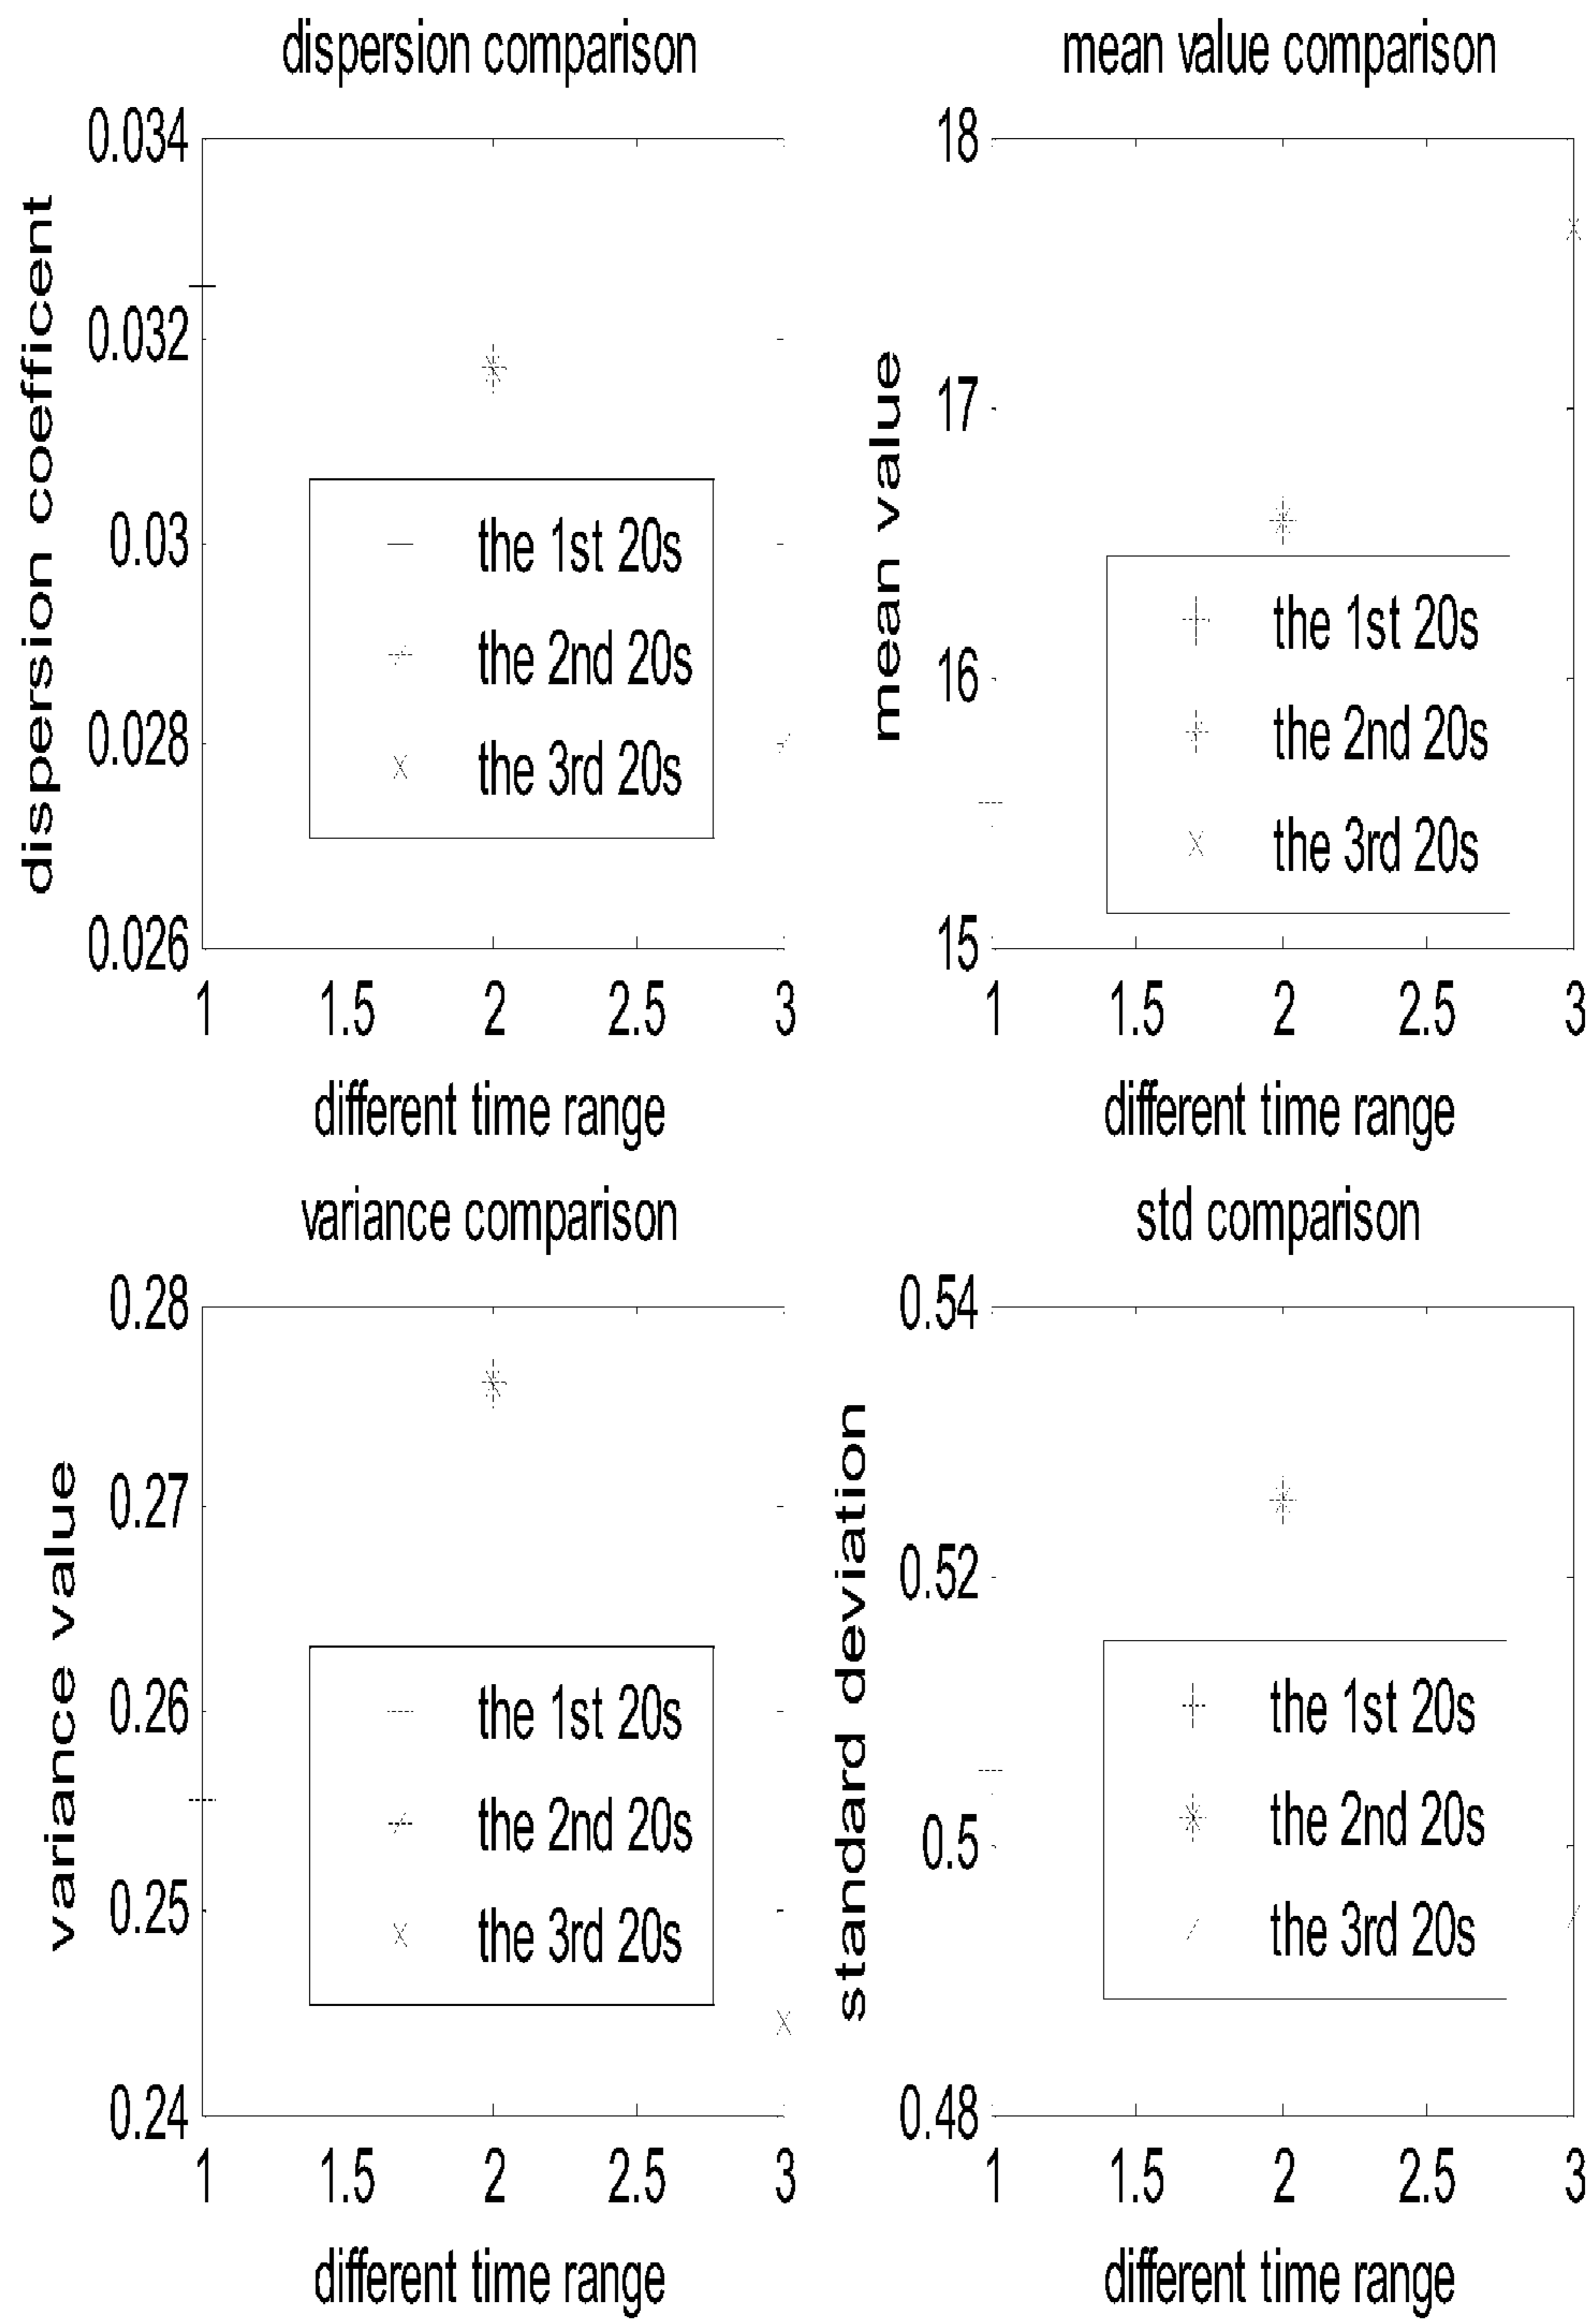 dispersion comparison
dispersion coefficent
0.034
0.032
0.03
0.028
0.026
the 1st 20s
the 2nd 20s
the 3rd 20s
1 1.5 2 2.5 3
different time range
mean value comparison
mean value
18
17
16
15
the 1st 20s
the 2nd 20s
the 3rd 20s
1 1.5 2 2.5 3
different time range
variance comparison
variance value
0.28
0.27
0.26
0.25
0.24
the 1st 20s
the 2nd 20s
the 3rd 20s
1 1.5 2 2.5 3
different time range
std comparison
standard deviation
0.54
0.52
0.5
0.48
the 1st 20s
the 2nd 20s
the 3rd 20s
1 1.5 2 2.5 3
different time range